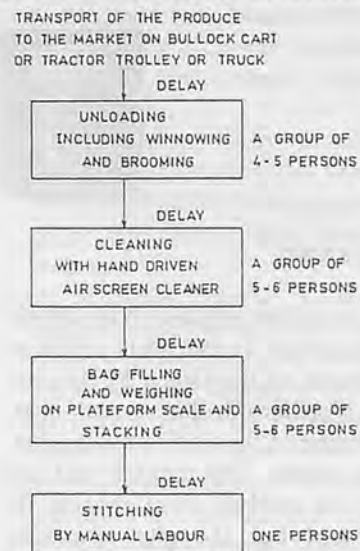 TRANSPORT OF THE PRODUCE
TO THE MARKET ON BULLOCK CART
OR TRACTOR TROLLEY OR TRUCK
DELAY
UNLOADING
INCLUDING WINNOWING
AND BROOMING
A GROUP OF
4-5 PERSONS
DELAY
CLEANING
WITH HAND DRIVEN
AIR SCREEN CLEANER
A GROUP OF
5-6 PERSONS
DELAY
BAG FILLING
AND WEIGHING
ON PLATEFORM SCALE AND
STACKING
A GROUP OF
5-6 PERSONS
DELAY
STITCHING
BY MANUAL LABOUR
ONE PERSONS